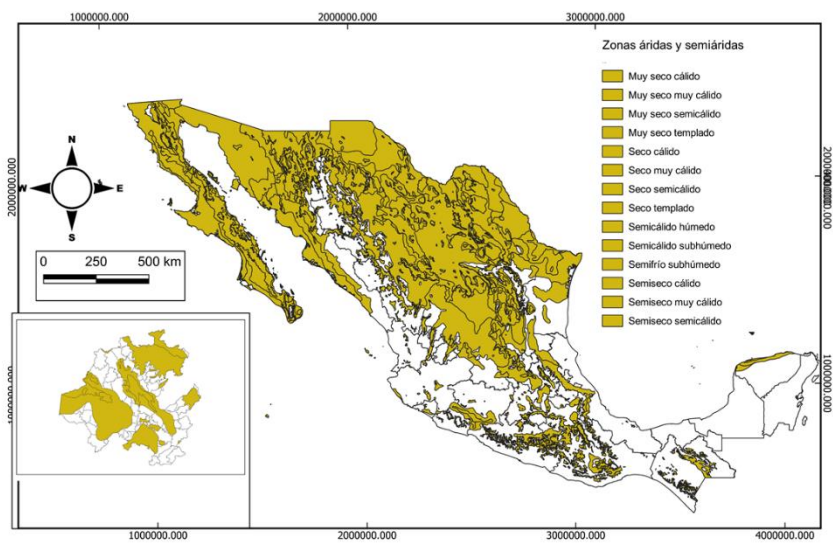 1000000.000
2000000.000
3000000.000
Zonas áridas y semiáridas
Muy seco cálido
Muy seco muy cálido
Muy seco semicálido
Muy seco templado
Seco cálido
Seco muy cálido
Seco semicálido
Seco templado
Semicálido húmedo
Semicálido subhúmedo
Semifrío subhúmedo
Semiseco cálido
Semiseco muy cálido
Semiseco semicálido
N
E
S
2000000.000
0 250 500 km
1000000.000
1000000.000
2000000.000
3000000.000
4000000.000